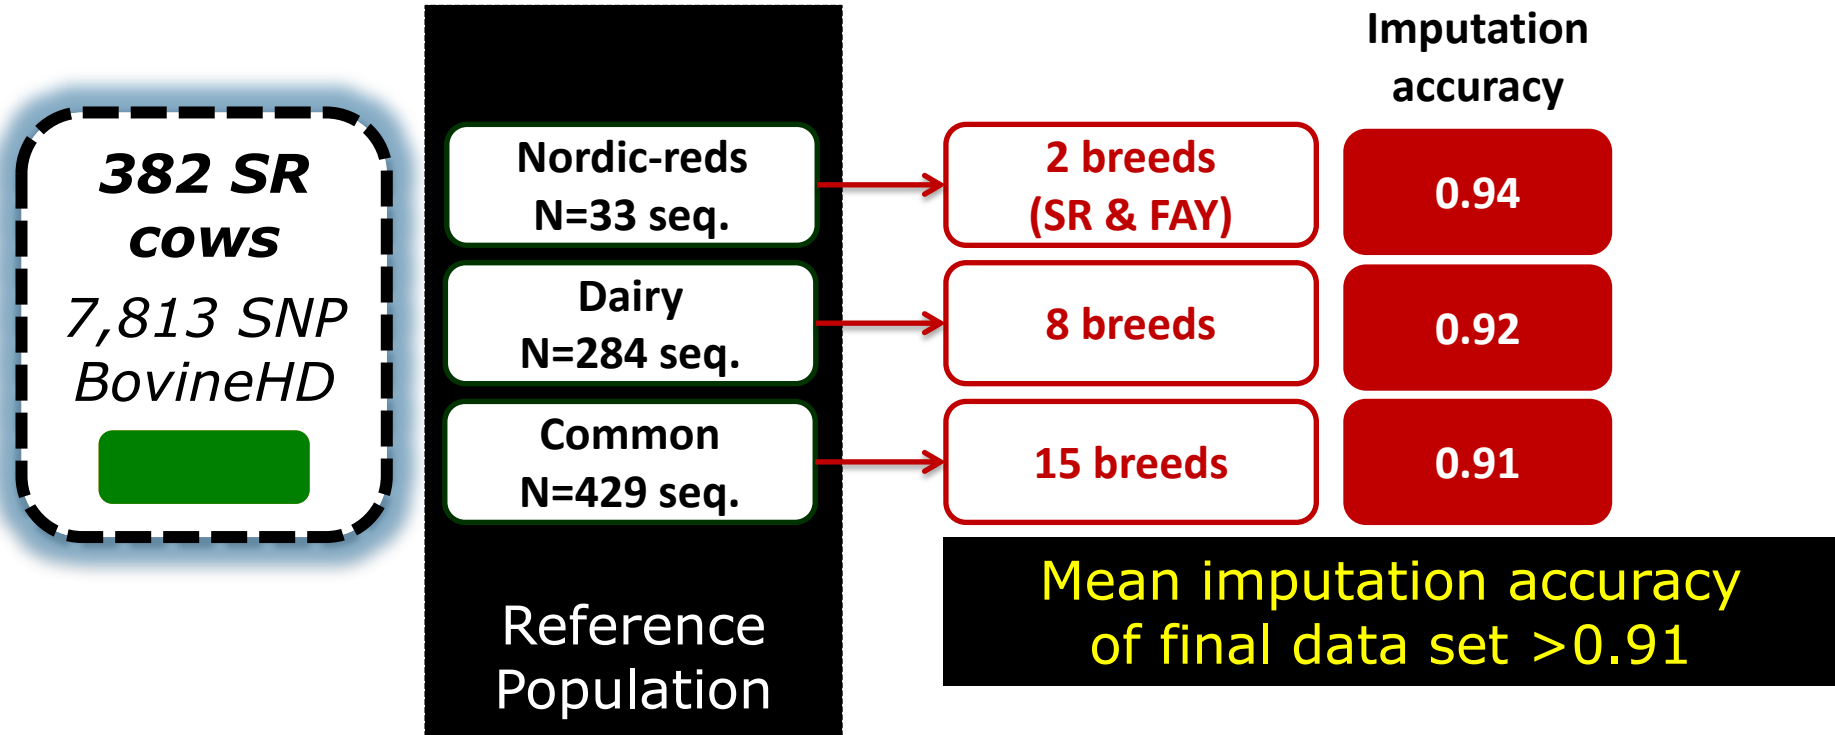 382 SR
cows
7,813 SNP
BovineHD
Nordic-reds
N=33 seq.
Dairy
N=284 seq.
Common
N=429 seq.
Reference
Population
2 breeds
(SR & FAY)
8 breeds
15 breeds
Imputation
accuracy
0.94
0.92
0.91
Mean imputation accuracy
of final data set >0.91